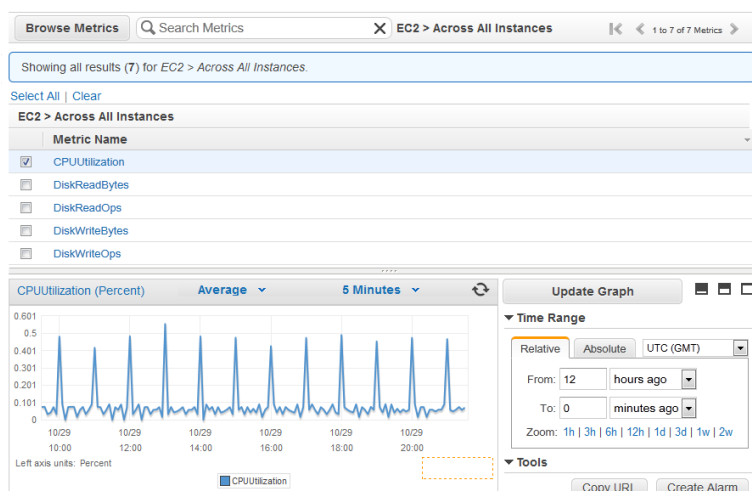 Browse Metrics Search Metrics X EC2 > Across All Instances 1 to 7 of 7 Metrics
Showing all results (7) for EC2 > Across All Instances.
Select All | Clear
EC2 > Across All Instances
Metric Name
CPUUtilization
DiskReadBytes
DiskReadOps
DiskWriteBytes
DiskWriteOps
CPUUtilization (Percent) Average 5 Minutes
0.601
0.5
0.401
0.301
0.201
0.101
0
10/29 10/29 10/29 10/29 10/29 10/29
10:00 12:00 14:00 16:00 18:00 20:00
Left axis units: Percent
CPUUtilization
Update Graph
Time Range
Relative Absolute UTC (GMT)
From: 12 hours ago
To: 0 minutes ago
Zoom: 1h | 3h | 6h | 12h | 1d | 3d | 1w | 2w
Tools
Copy URL Create Alarm